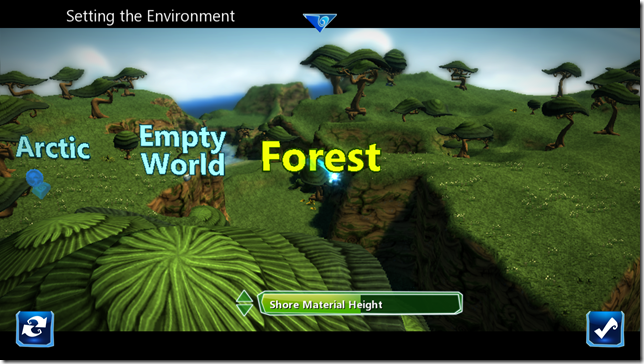 Setting the Environment
Arctic
Empty
World
Forest
Shore Material Height